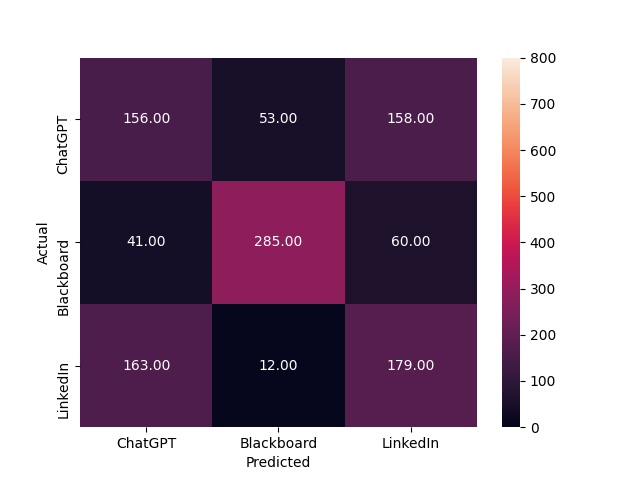 ChatGPT 156.00 53.00 158.00
Blackboard 41.00 285.00 60.00
LinkedIn 163.00 12.00 179.00
Actual
ChatGPT Blackboard LinkedIn
Predicted
800
700
600
500
400
300
200
100
0